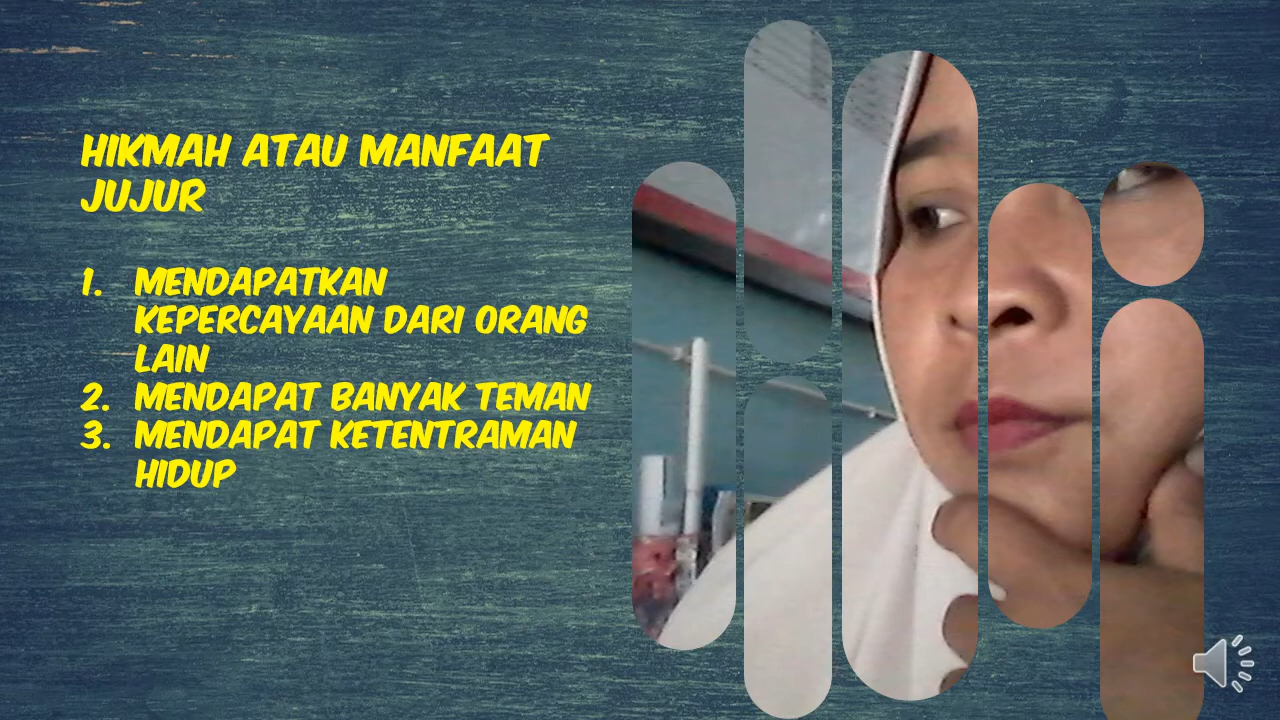 HIKMAH ATAU MANFAAT
JUJUR
1. MENDAPATKAN
KEPERCAYAAN DARI ORANG
LAIN
2. MENDAPAT BANYAK TEMAN
3. MENDAPAT KETENTRAMAN
HIDUP